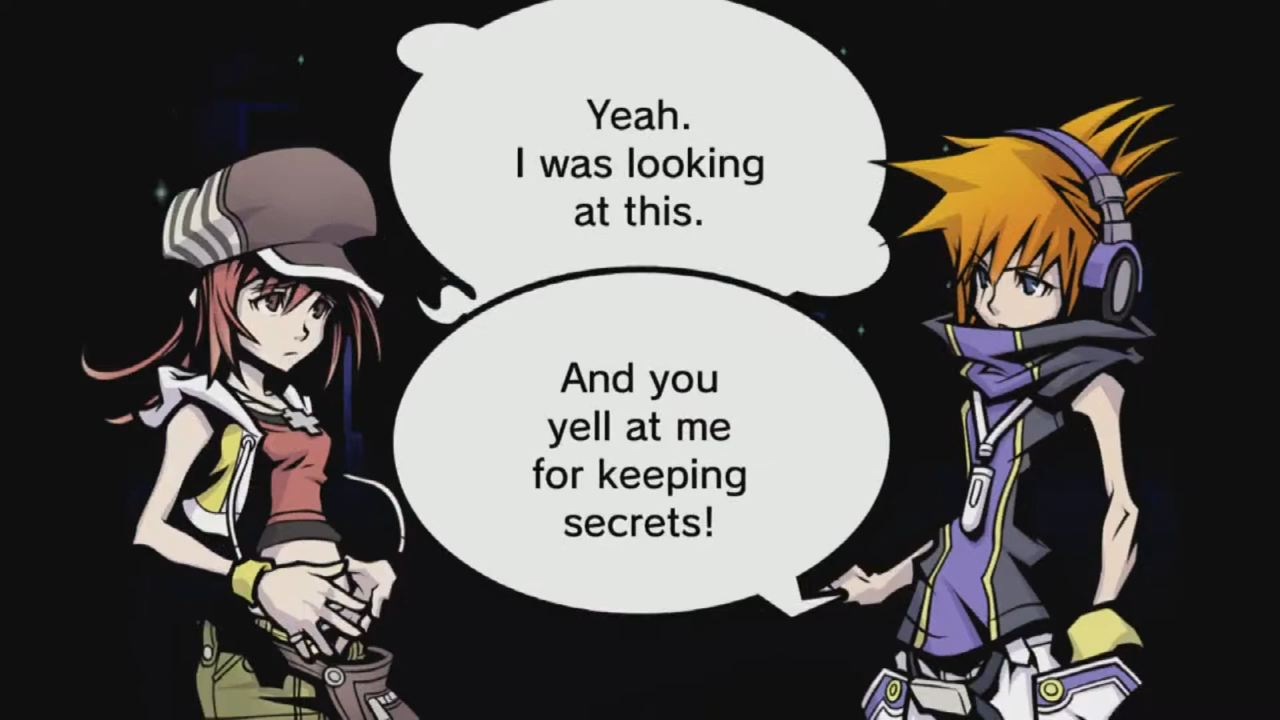 Yeah.
I was looking
at this.
And you
yell at me
for keeping
secrets!